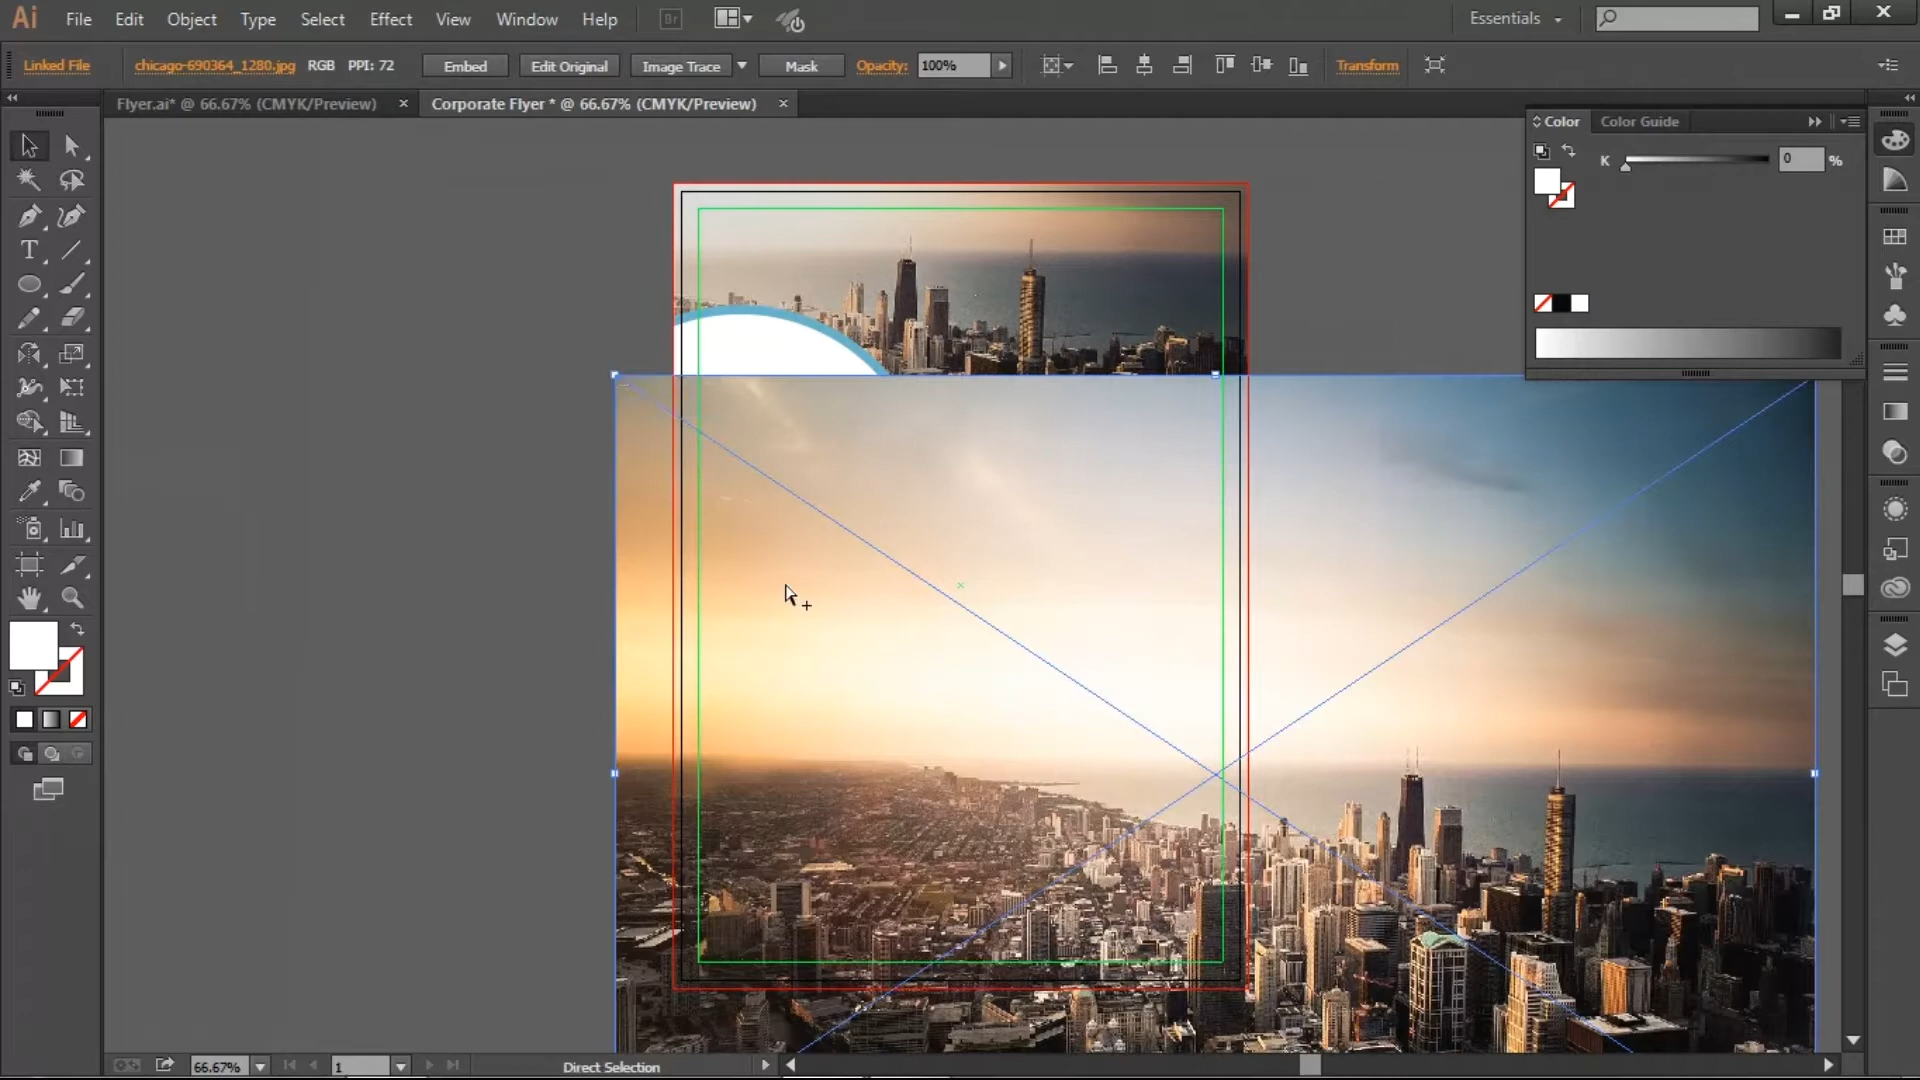 Ai File Edit Object Type Select Effect View Window Help Br Essentials
Linked File chicago-690364_1280.jpg RGB PPI: 72 Embed Edit Original Image Trace Mask Opacity: 100% Transform
Flyer.ai* @ 66.67% (CMYK/Preview) × Corporate Flyer * @ 66.67% (CMYK/Preview) ×
Color Color Guide
K 0 %
T
66.67% 1 Direct Selection